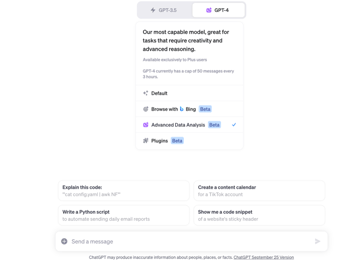 GPT-3.5
GPT-4
Our most capable model, great for
tasks that require creativity and
advanced reasoning.
Available exclusively to Plus users
GPT-4 currently has a cap of 50 messages every
3 hours.
Default
Browse with Bing Beta
Advanced Data Analysis Beta
Plugins Beta
Explain this code:
"cat config.yaml | awk NF"
Create a content calendar
for a TikTok account
Write a Python script
to automate sending daily email reports
Show me a code snippet
of a website's sticky header
Send a message
ChatGPT may produce inaccurate information about people, places, or facts. ChatGPT September 25 Version